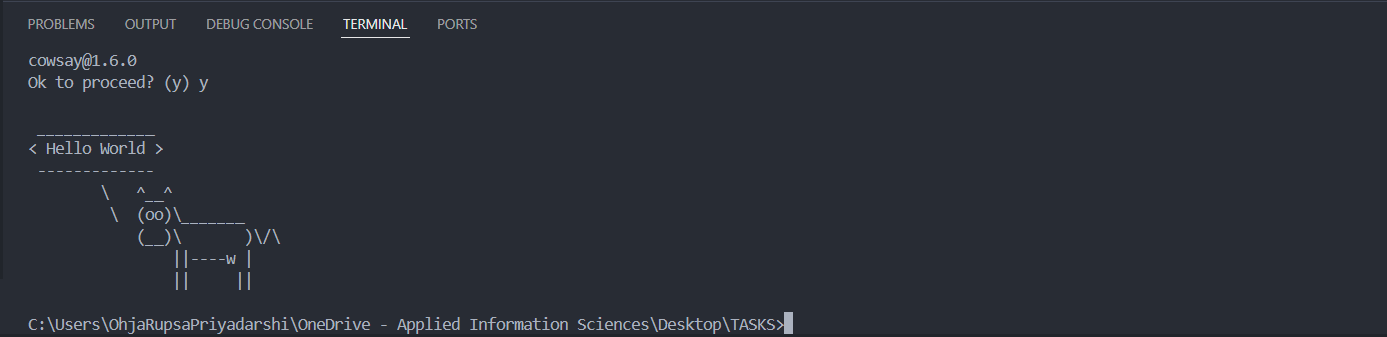 PROBLEMS OUTPUT DEBUG CONSOLE TERMINAL PORTS
cowsay@1.6.0
Ok to proceed? (y) y
 _____________
< Hello World >
 -------------
        \   ^__^
         \  (oo)\_______
            (__)\       )\/\
                ||----w |
                ||     ||
C:\Users\OhjaRupsaPriyadarshi\OneDrive - Applied Information Sciences\Desktop\TASKS>